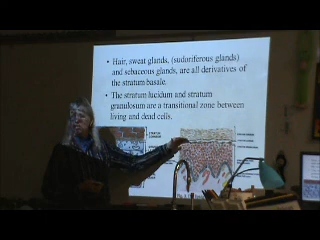 • Hair, sweat glands, (sudoriferous glands)
and sebaceous glands, are all derivatives of
the stratum basale.
• The stratum lucidum and stratum
granulosum are a transitional zone between
living and dead cells.